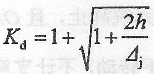 K_d = 1 + √(1 + 2h/Δ_j)